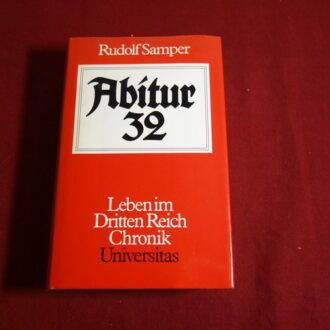 Rudolf Samper
Abitur
32
Leben im
Dritten Reich
Chronik
Universitas